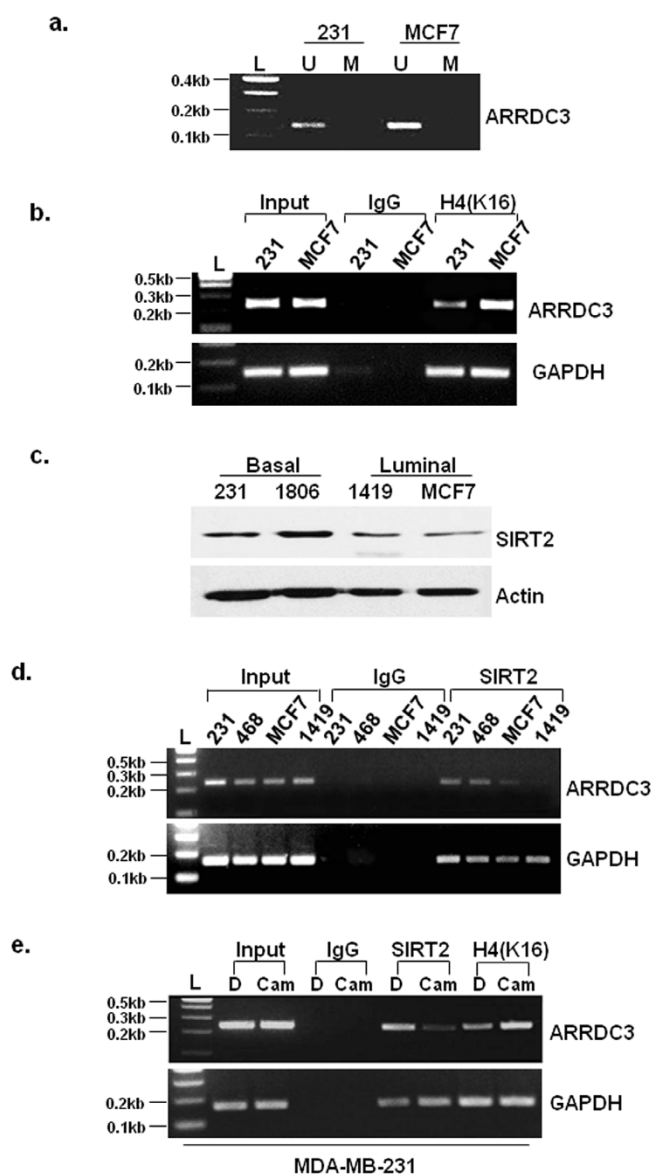 a.
231 MCF7
L U M U M
0.4kb
0.2kb
0.1kb
ARRDC3
b.
Input IgG H4(K16)
L 231 MCF7 231 MCF7 231 MCF7
0.5kb
0.3kb
0.2kb
ARRDC3
0.2kb
0.1kb
GAPDH
c.
Basal Luminal
231 1806 1419 MCF7
SIRT2
Actin
d.
Input IgG SIRT2
L 231 468 MCF7 1419 231 468 MCF7 1419 231 468 MCF7 1419
0.5kb
0.3kb
0.2kb
ARRDC3
0.2kb
0.1kb
GAPDH
e.
Input IgG SIRT2 H4(K16)
L D Cam D Cam D Cam D Cam
0.5kb
0.3kb
0.2kb
ARRDC3
0.2kb
0.1kb
GAPDH
MDA-MB-231